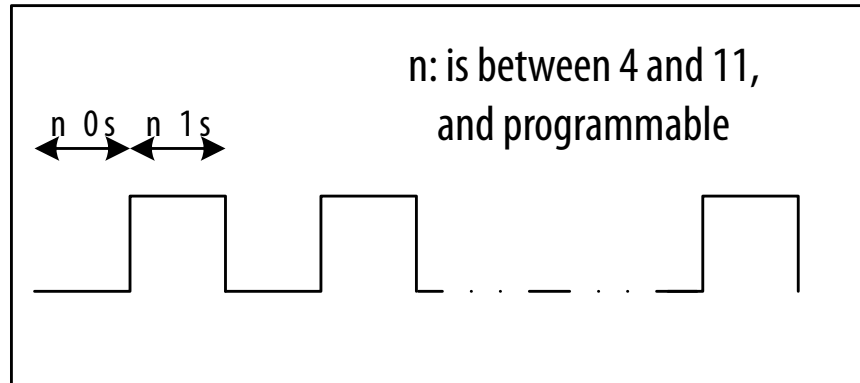 n: is between 4 and 11,
and programmable
n 0s n 1s